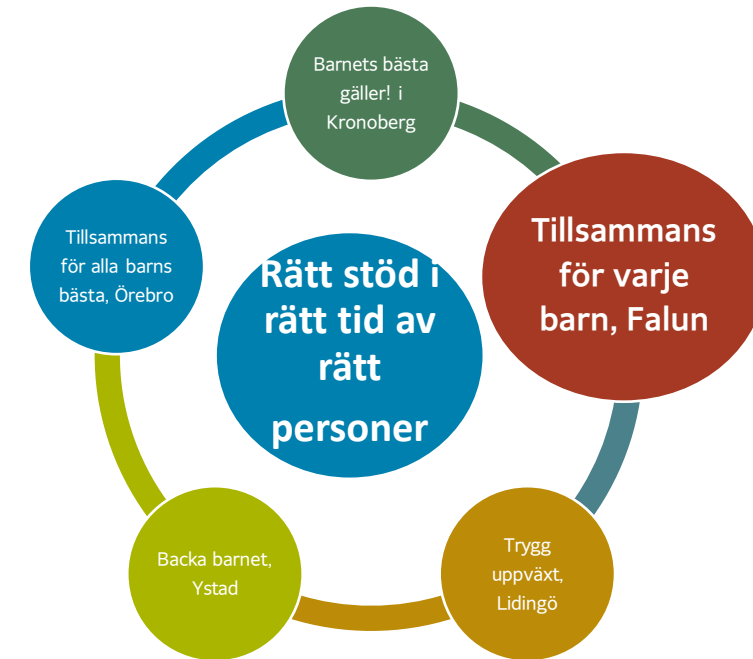 Barnets bästa
gäller! i
Kronoberg
Tillsammans
för varje
barn, Falun
Tillsammans
för alla barns
bästa, Örebro
Rätt stöd i
rätt tid av
rätt
personer
Backa barnet,
Ystad
Trygg
uppväxt,
Lidingö